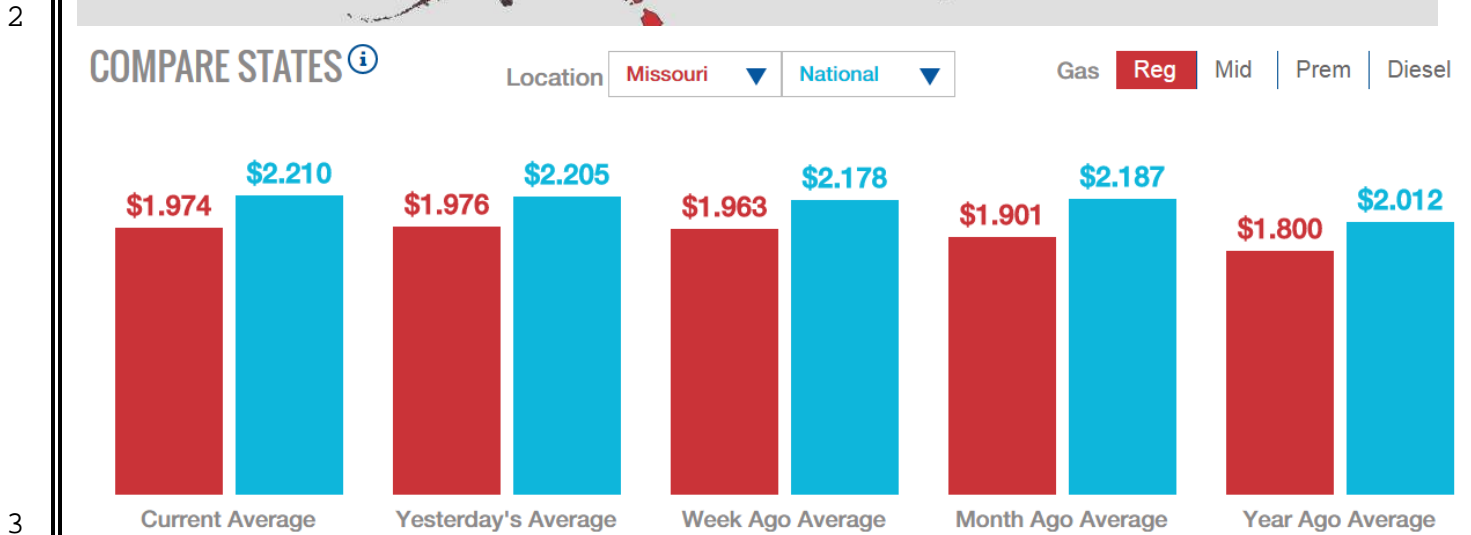 2
COMPARE STATES i
Location Missouri National Gas Reg Mid Prem Diesel
$1.974 $2.210 $1.976 $2.205 $1.963 $2.178 $1.901 $2.187 $1.800 $2.012
3 Current Average Yesterday's Average Week Ago Average Month Ago Average Year Ago Average